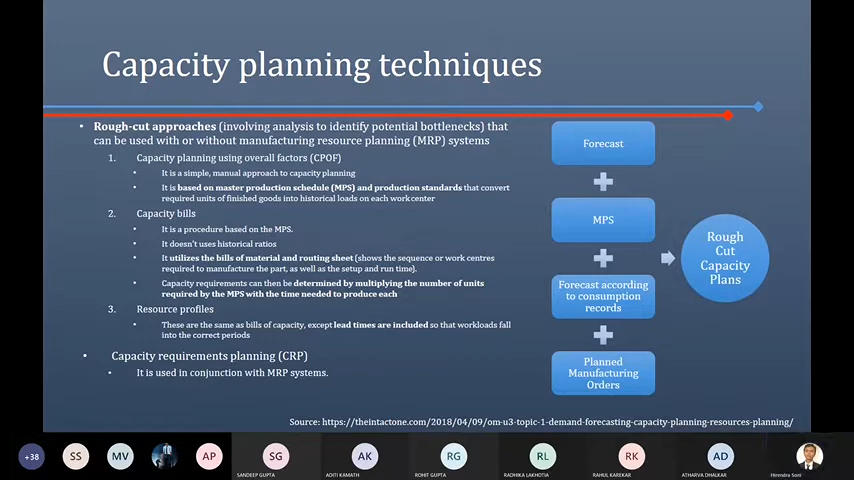 Capacity planning techniques
• Rough-cut approaches (involving analysis to identify potential bottlenecks) that
can be used with or without manufacturing resource planning (MRP) systems
1. Capacity planning using overall factors (CPOF)
• It is a simple, manual approach to capacity planning
• It is based on master production schedule (MPS) and production standards that convert
required units of finished goods into historical loads on each workcenter
2. Capacity bills
• It is a procedure based on the MPS.
• It doesn't uses historical ratios
• It utilizes the bills of material and routing sheet (shows the sequence or work centres
required to manufacture the part, as well as the setup and run time).
• Capacity requirements can then be determined by multiplying the number of units
required by the MPS with the time needed to produce each
3. Resource profiles
• These are the same as bills of capacity, except lead times are included so that workloads fall
into the correct periods
• Capacity requirements planning (CRP)
• It is used in conjunction with MRP systems.
Forecast
MPS
Forecast according
to consumption
records
Planned
Manufacturing
Orders
Rough
Cut
Capacity
Plans
Source: https://theintactone.com/2018/04/09/om-u3-topic-1-demand-forecasting-capacity-planning-resources-planning/
+38
SS
MV
AP
SG
AK
RG
RL
RK
AD
SANDEEP GUPTA
ADITI KAMATH
ROHIT GUPTA
RADHIKA LAKHOTIA
RAHUL KAREKAR
ATHARVA DHALKAR
Hirendra Soni